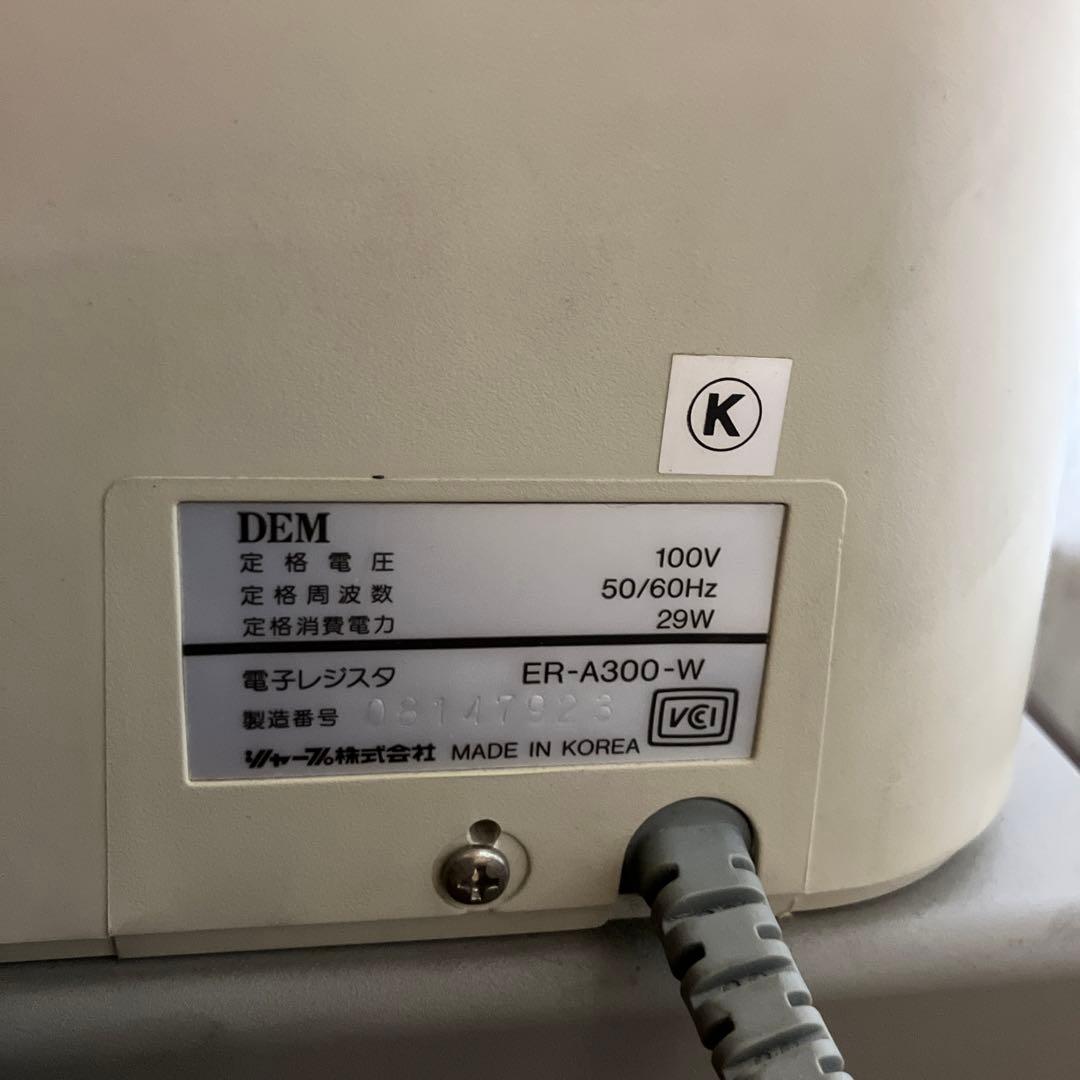 K
DEM
定格電圧 100V
定格周波数 50/60Hz
定格消費電力 29W
電子レジスタ ER-A300-W
製造番号 08147923
シャープ株式会社 MADE IN KOREA
VCCI